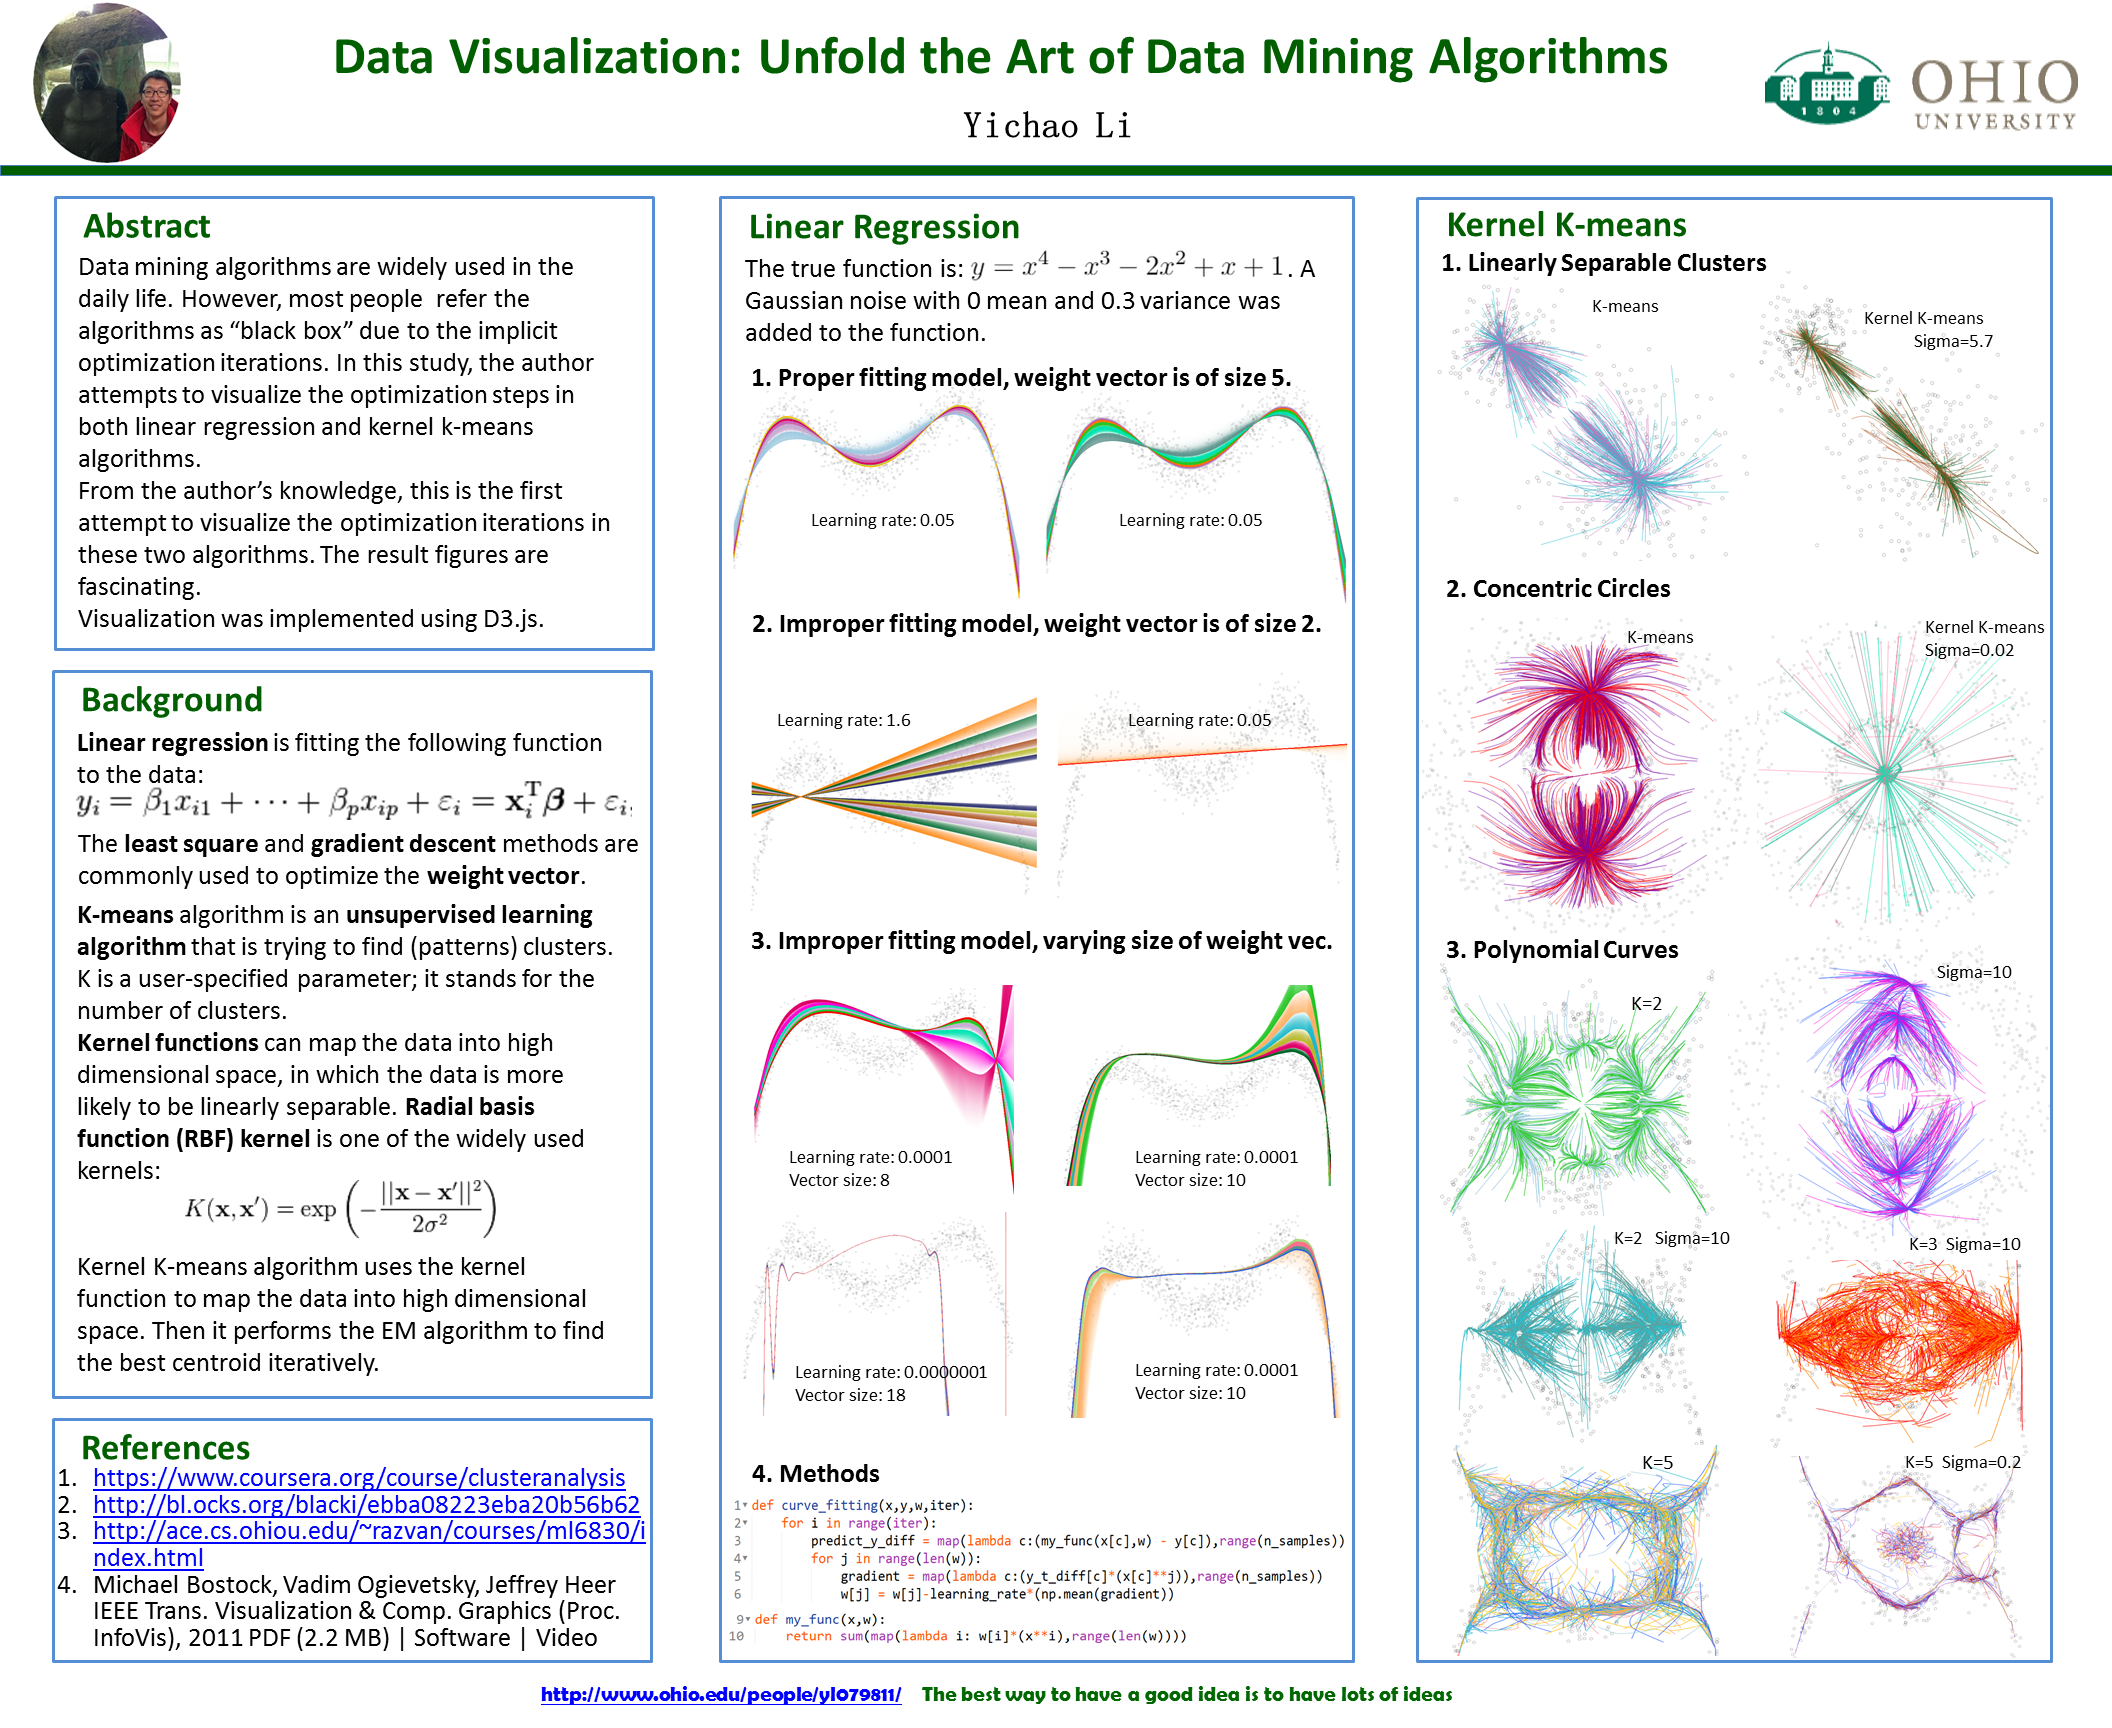 Data Visualization: Unfold the Art of Data Mining Algorithms
Yichao Li
1804
OHIO
UNIVERSITY
Abstract
Data mining algorithms are widely used in the
daily life. However, most people refer the
algorithms as “black box” due to the implicit
optimization iterations. In this study, the author
attempts to visualize the optimization steps in
both linear regression and kernel k-means
algorithms.
From the author’s knowledge, this is the first
attempt to visualize the optimization iterations in
these two algorithms. The result figures are
fascinating.
Visualization was implemented using D3.js.
Background
Linear regression is fitting the following function
to the data:
yᵢ = β₁xᵢ₁ + ⋯ + βₚxᵢₚ + εᵢ = xᵢᵀβ + εᵢ,
The least square and gradient descent methods are
commonly used to optimize the weight vector.
K-means algorithm is an unsupervised learning
algorithm that is trying to find (patterns) clusters.
K is a user-specified parameter; it stands for the
number of clusters.
Kernel functions can map the data into high
dimensional space, in which the data is more
likely to be linearly separable. Radial basis
function (RBF) kernel is one of the widely used
kernels:
K(x, x′) = exp(−||x − x′||² / 2σ²)
Kernel K-means algorithm uses the kernel
function to map the data into high dimensional
space. Then it performs the EM algorithm to find
the best centroid iteratively.
References
1. https://www.coursera.org/course/clusteranalysis
2. http://bl.ocks.org/blacki/ebba08223eba20b56b62
3. http://ace.cs.ohiou.edu/~razvan/courses/ml6830/i
ndex.html
4. Michael Bostock, Vadim Ogievetsky, Jeffrey Heer
IEEE Trans. Visualization & Comp. Graphics (Proc.
InfoVis), 2011 PDF (2.2 MB) | Software | Video
Linear Regression
The true function is: y = x⁴ − x³ − 2x² + x + 1. A
Gaussian noise with 0 mean and 0.3 variance was
added to the function.
1. Proper fitting model, weight vector is of size 5.
Learning rate: 0.05
Learning rate: 0.05
2. Improper fitting model, weight vector is of size 2.
Learning rate: 1.6
Learning rate: 0.05
3. Improper fitting model, varying size of weight vec.
Learning rate: 0.0001
Vector size: 8
Learning rate: 0.0001
Vector size: 10
Learning rate: 0.0000001
Vector size: 18
Learning rate: 0.0001
Vector size: 10
4. Methods
1 def curve_fitting(x,y,w,iter):
2 for i in range(iter):
3 predict_y_diff = map(lambda c:(my_func(x[c],w) - y[c]),range(n_samples))
4 for j in range(len(w)):
5 gradient = map(lambda c:(y_t_diff[c]*(x[c]**j)),range(n_samples))
6 w[j] = w[j]-learning_rate*(np.mean(gradient))
9 def my_func(x,w):
10 return sum(map(lambda i: w[i]*(x**i),range(len(w))))
Kernel K-means
1. Linearly Separable Clusters
K-means
Kernel K-means
Sigma=5.7
2. Concentric Circles
K-means
Kernel K-means
Sigma=0.02
3. Polynomial Curves
K=2
Sigma=10
K=2 Sigma=10
K=3 Sigma=10
K=5
K=5 Sigma=0.2
http://www.ohio.edu/people/yl079811/ The best way to have a good idea is to have lots of ideas